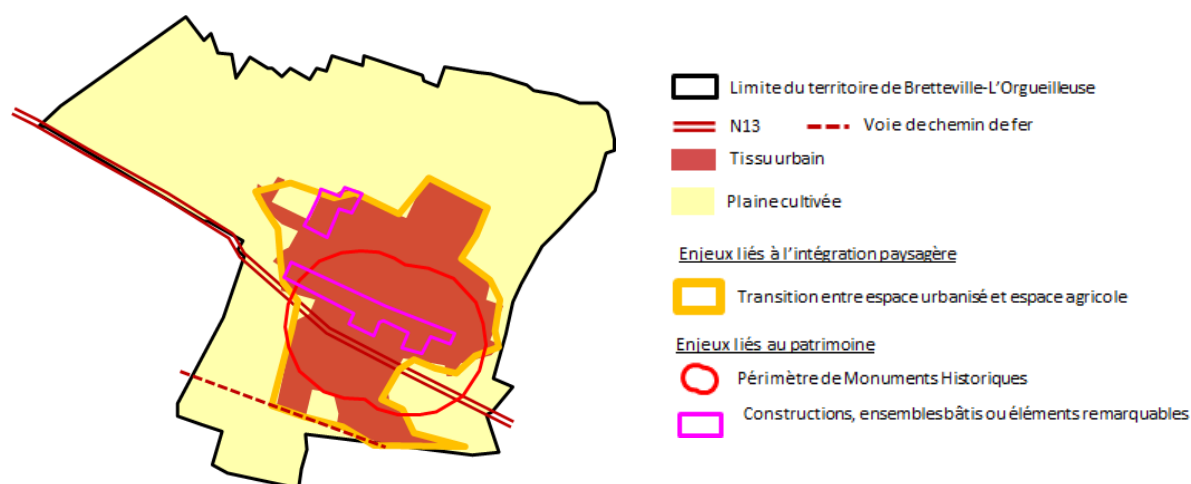 Limite du territoire de Bretteville-L'Orgueilleuse
N13 Voie de chemin de fer
Tissu urbain
Plaine cultivée
Enjeux liés à l'intégration paysagère
Transition entre espace urbanisé et espace agricole
Enjeux liés au patrimoine
Périmètre de Monuments Historiques
Constructions, ensembles bâtis ou éléments remarquables